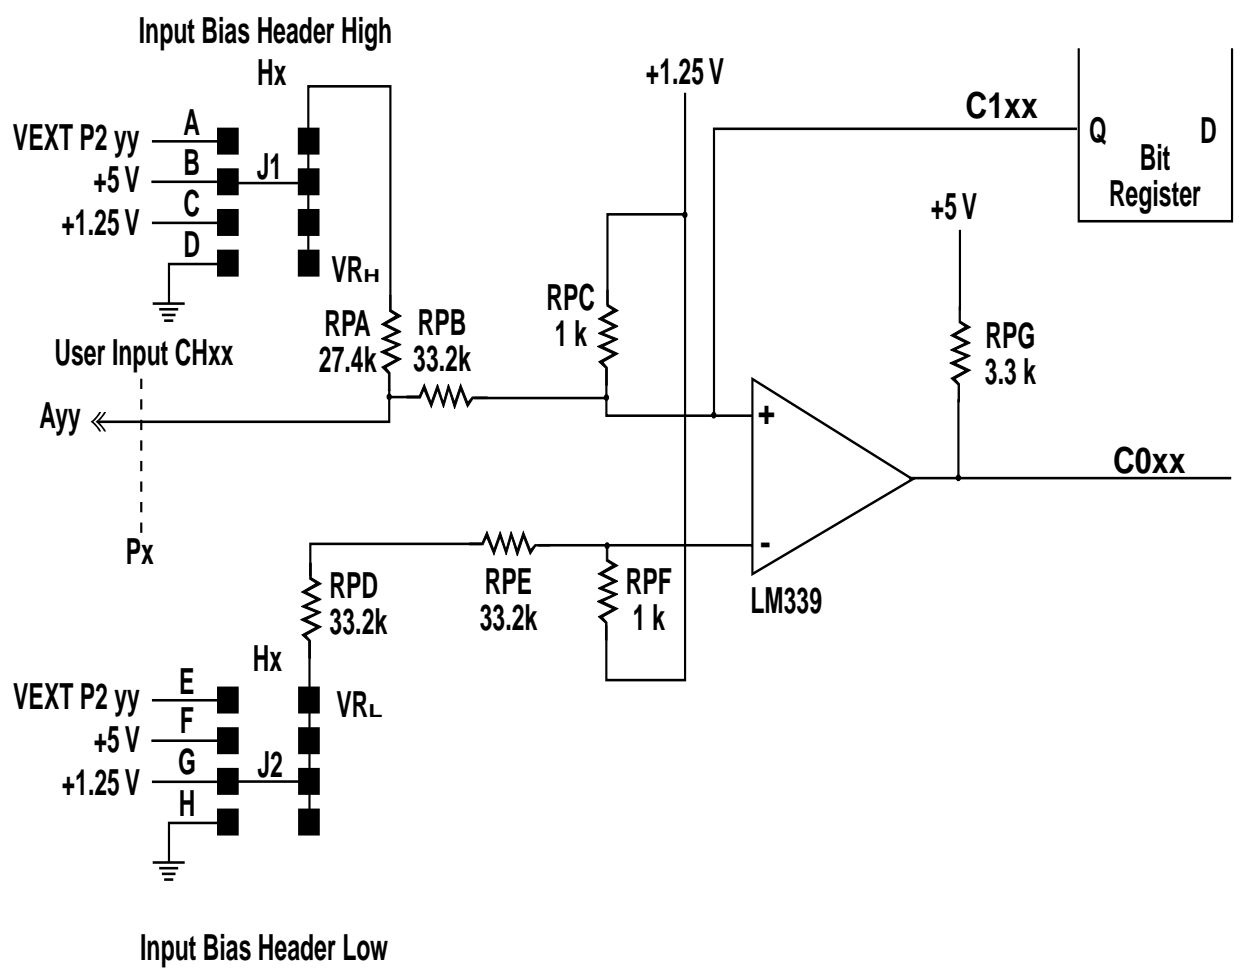 Input Bias Header High
Hx
+1.25 V
C1xx
A
VEXT P2 yy
Q
D
B
J1
+5 V
Bit
Register
C
+1.25 V
+5 V
D
VRH
RPC
1 k
RPA
27.4k
RPB
33.2k
RPG
3.3 k
User Input CHxx
Ayy
+
C0xx
Px
-
RPD
33.2k
RPE
33.2k
RPF
1 k
LM339
Hx
E
VEXT P2 yy
VRL
F
+5 V
G
J2
+1.25 V
H
Input Bias Header Low